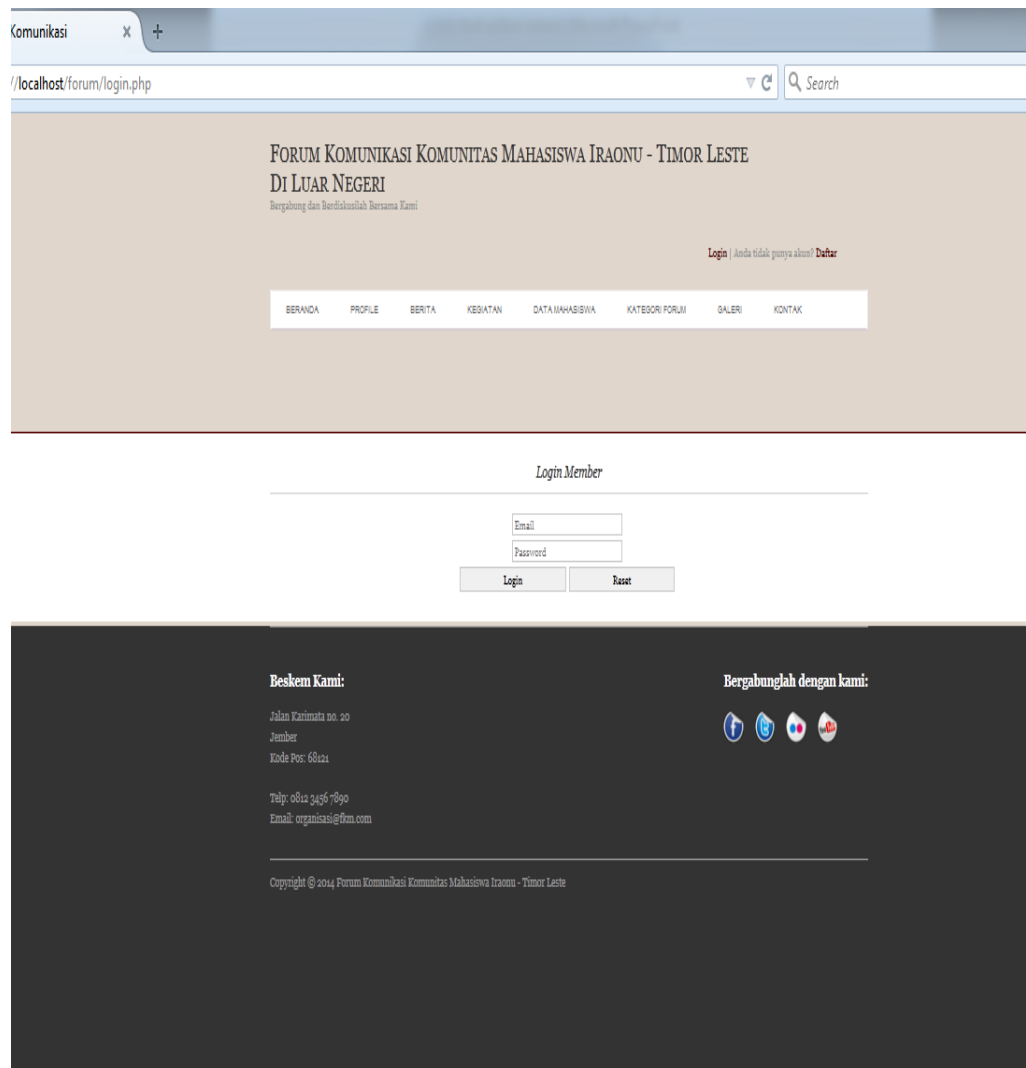 Komunikasi
//localhost/forum/login.php
Search
Forum Komunikasi Komunitas Mahasiswa Iraonu - Timor Leste
Di Luar Negeri
Bergabung dan Berdiskusilah Bersama Kami
Login | Anda tidak punya akun? Daftar
BERANDA PROFILE BERITA KEGIATAN DATA MAHASISWA KATEGORI FORUM GALERI KONTAK
Login Member
Email
Password
Login Reset
Beskem Kami:
Bergabunglah dengan kami:
Jalan Karimata no. 20
Jember
Kode Pos: 68121
Telp: 0812 3456 7890
Email: organisasi@fkm.com
Copyright © 2014 Forum Komunikasi Komunitas Mahasiswa Iraonu - Timor Leste